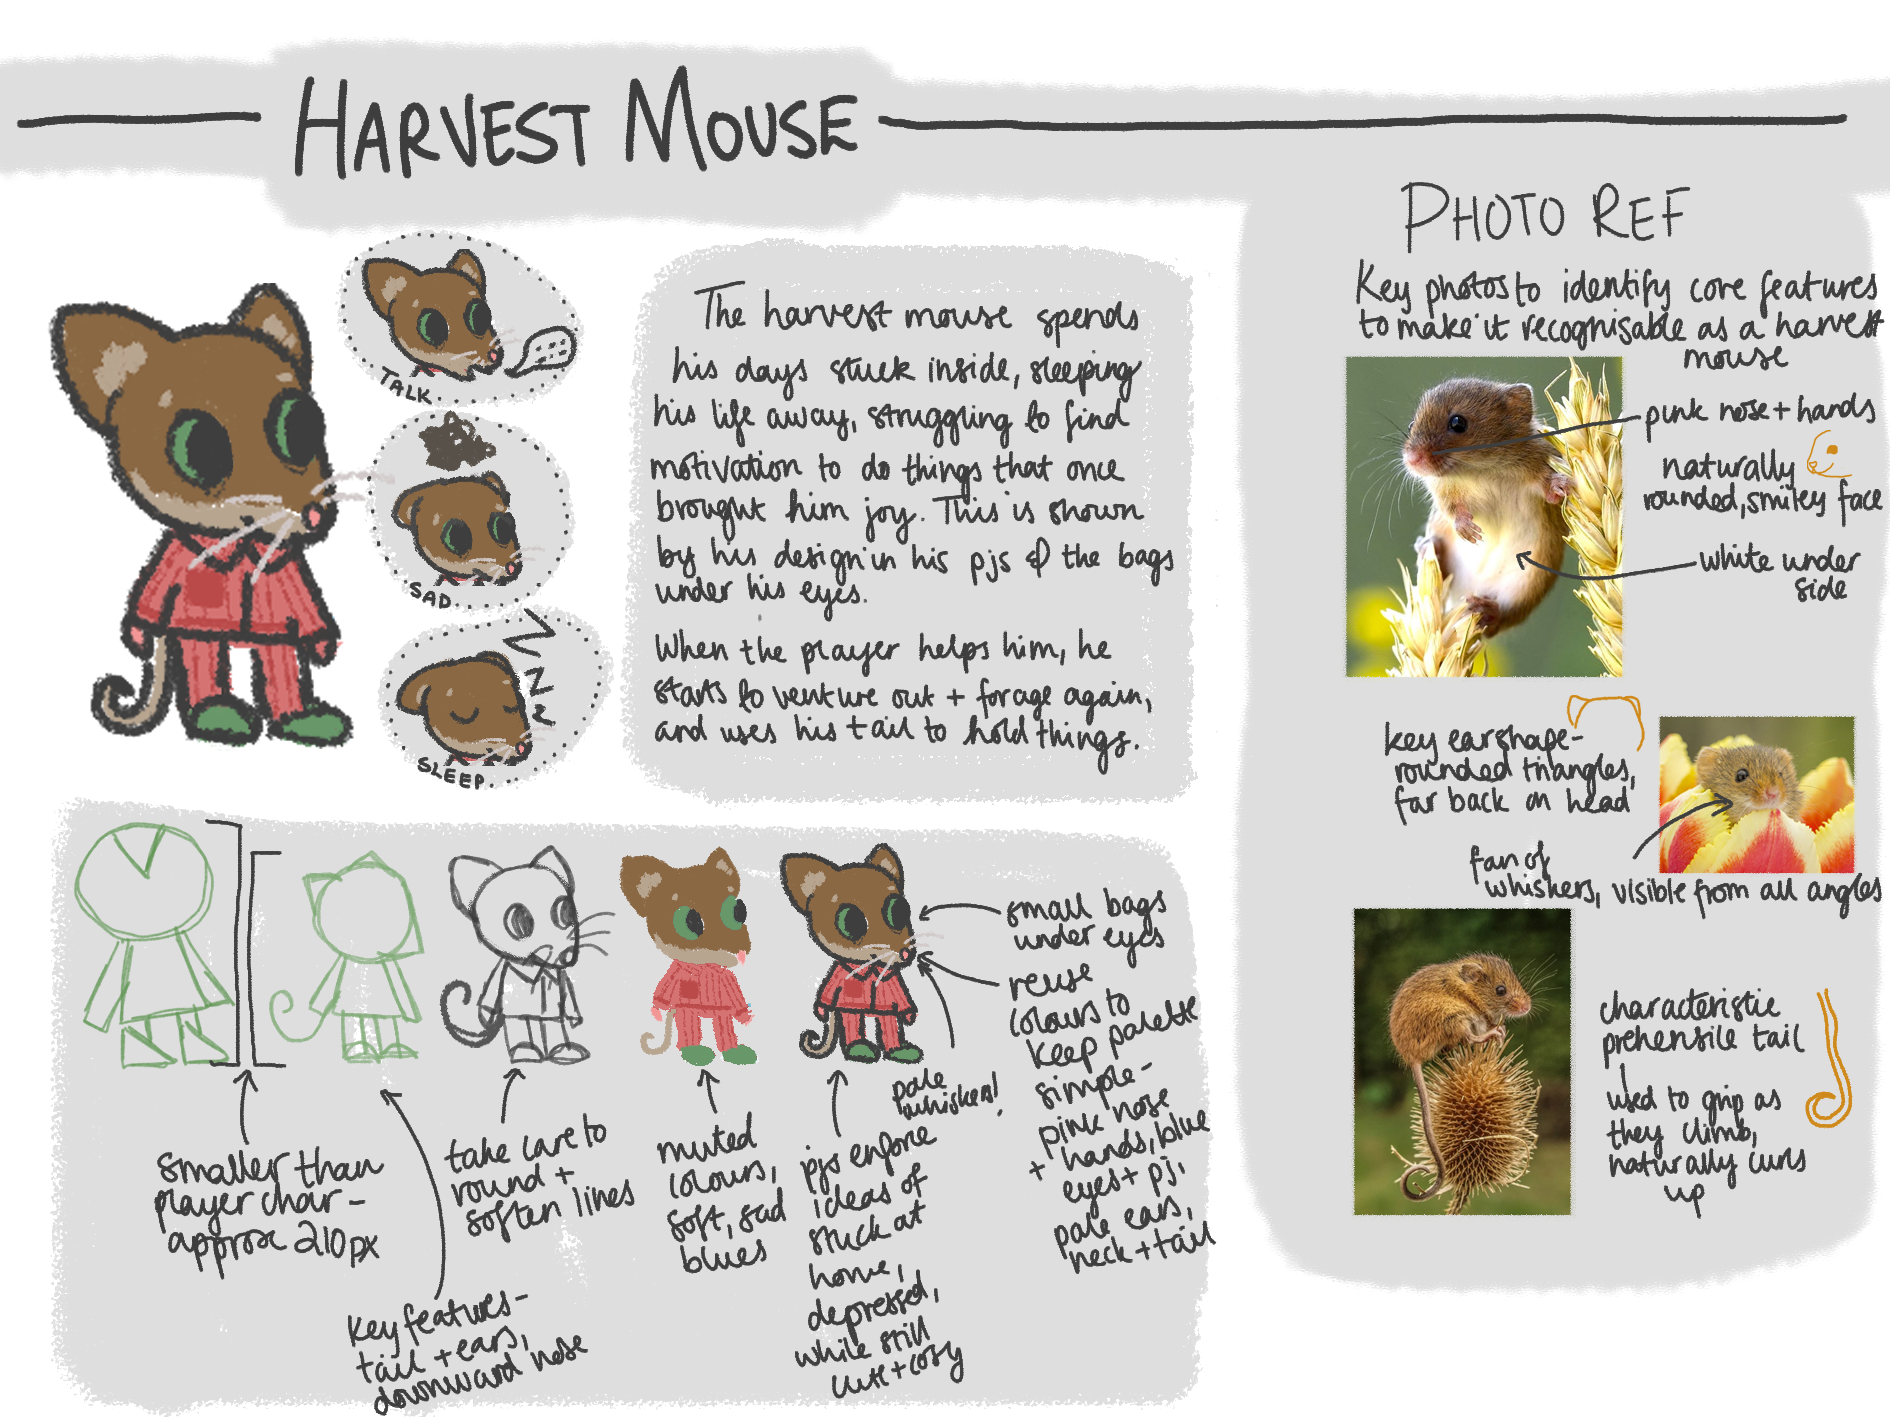 HARVEST MOUSE
TALK
SAD
SLEEP
Z
Z
Z
The harvest mouse spends
his days stuck inside, sleeping
his life away, struggling to find
motivation to do things that once
brought him joy. This is shown
by his design in his pjs & the bags
under his eyes.
When the player helps him, he
starts to venture out + forage again,
and uses his tail to hold things.
smaller than
player char -
approx 210px
key features -
tail + ears,
downward nose
take care to
round +
soften lines
muted
colours,
soft, sad
blues
pjs enforce
ideas of
stuck at
home,
depressed,
while still
cute + cosy
pale
whiskers!
small bags
under eyes
reuse
colours to
keep palette
simple -
pink nose
+ hands, blue
eyes + pj,
pale ears,
neck + tail
PHOTO REF
Key photos to identify core features
to make it recognisable as a harvest
mouse
pink nose + hands
naturally
rounded, smiley face
white under
side
key ear shape -
rounded triangles,
far back on head
fan of
whiskers, visible from all angles
characteristic
prehensile tail
used to grip as
they climb,
naturally curls
up